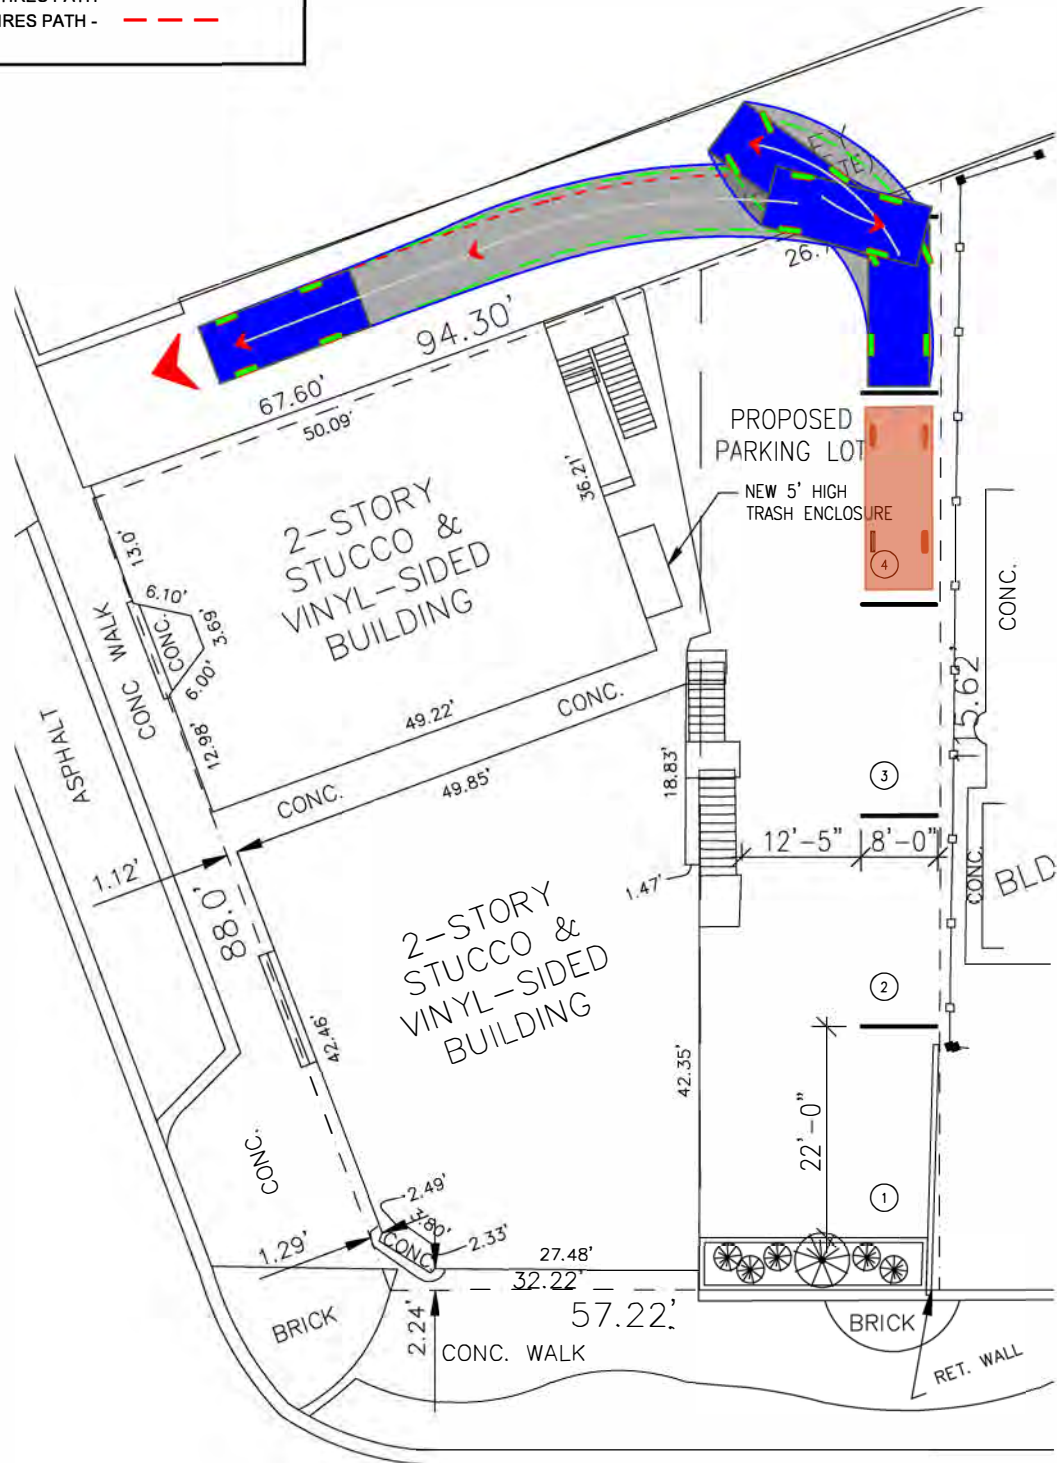 IRES PATH -
94.30'
67.60'
50.09'
26.
PROPOSED
PARKING LOT
NEW 5' HIGH
TRASH ENCLOSURE
36.21'
2-STORY
STUCCO &
VINYL-SIDED
BUILDING
13.0'
6.10'
3.69'
CONC.
6.00'
12.98'
CONC WALK
ASPHALT
4
CONC.
15.62'
49.22'
CONC.
CONC.
49.85'
18.83'
3
12'-5"
8'-0"
CONC.
BLD
1.47'
1.12'
88.0'
2-STORY
STUCCO &
VINYL-SIDED
BUILDING
42.46'
42.35'
2
22'-0"
1
CONC.
2.49'
3.80'
CONC.
2.33'
1.29'
27.48'
32.22'
57.22'
2.24'
BRICK
CONC. WALK
BRICK
RET. WALL